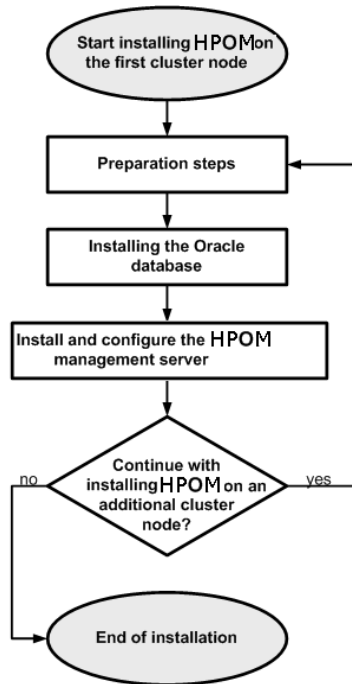 Start installing HPOM on
the first cluster node
Preparation steps
Installing the Oracle
database
Install and configure the HPOM
management server
Continue with
installing HPOM on an
additional cluster
node?
no
yes
End of installation